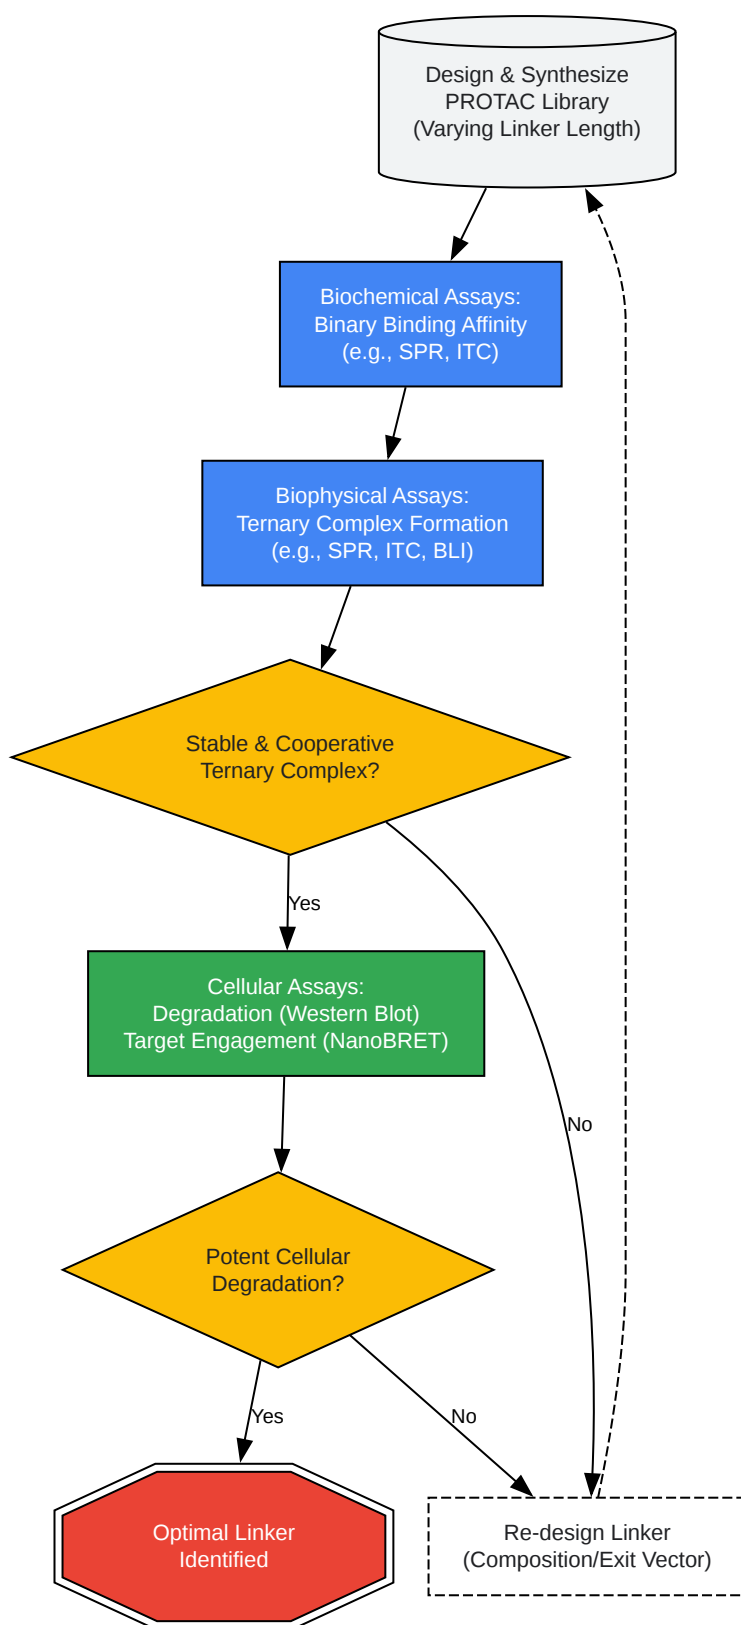 Design & Synthesize
PROTAC Library
(Varying Linker Length)
Biochemical Assays:
Binary Binding Affinity
(e.g., SPR, ITC)
Biophysical Assays:
Ternary Complex Formation
(e.g., SPR, ITC, BLI)
Stable & Cooperative
Ternary Complex?
Yes
Cellular Assays:
Degradation (Western Blot)
Target Engagement (NanoBRET)
No
Potent Cellular
Degradation?
Yes
No
Optimal Linker
Identified
Re-design Linker
(Composition/Exit Vector)